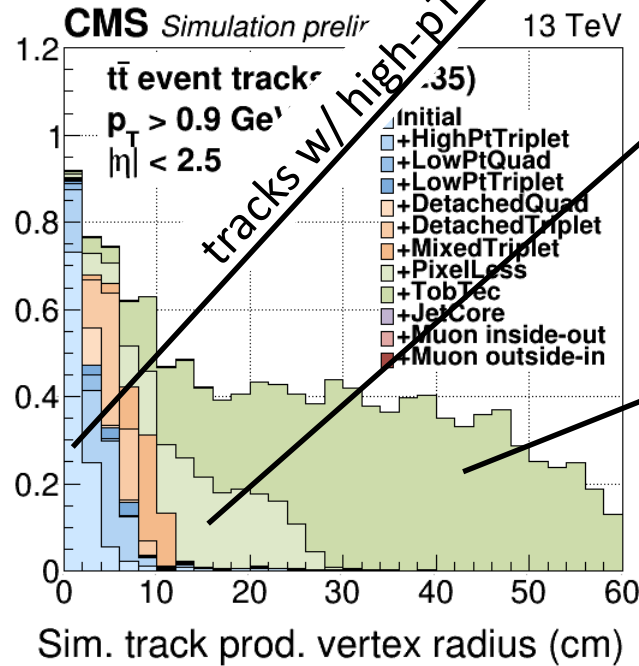 CMS Simulation 13 TeV
1.2
tt̄ event tracks 35)
p_T > 0.9 GeV
|η| < 2.5
tracks w/ high-pT
Initial
+HighPtTriplet
+LowPtQuad
+LowPtTriplet
+DetachedQuad
+DetachedTriplet
+MixedTriplet
+PixelLess
+TobTec
+JetCore
+Muon inside-out
+Muon outside-in
1
0.8
0.6
0.4
0.2
0
0 10 20 30 40 50 60
Sim. track prod. vertex radius (cm)